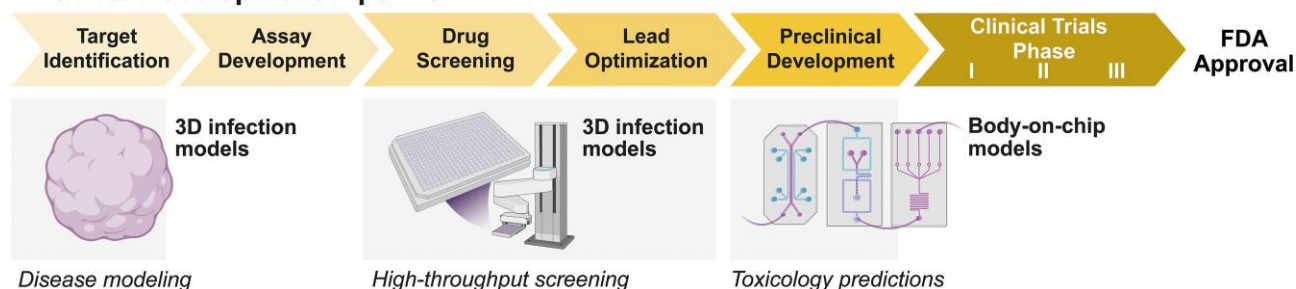 Target
Identification
Assay
Development
Drug
Screening
Lead
Optimization
Preclinical
Development
Clinical Trials
Phase
I II III
FDA
Approval
3D infection
models
3D infection
models
Body-on-chip
models
Disease modeling
High-throughput screening
Toxicology predictions